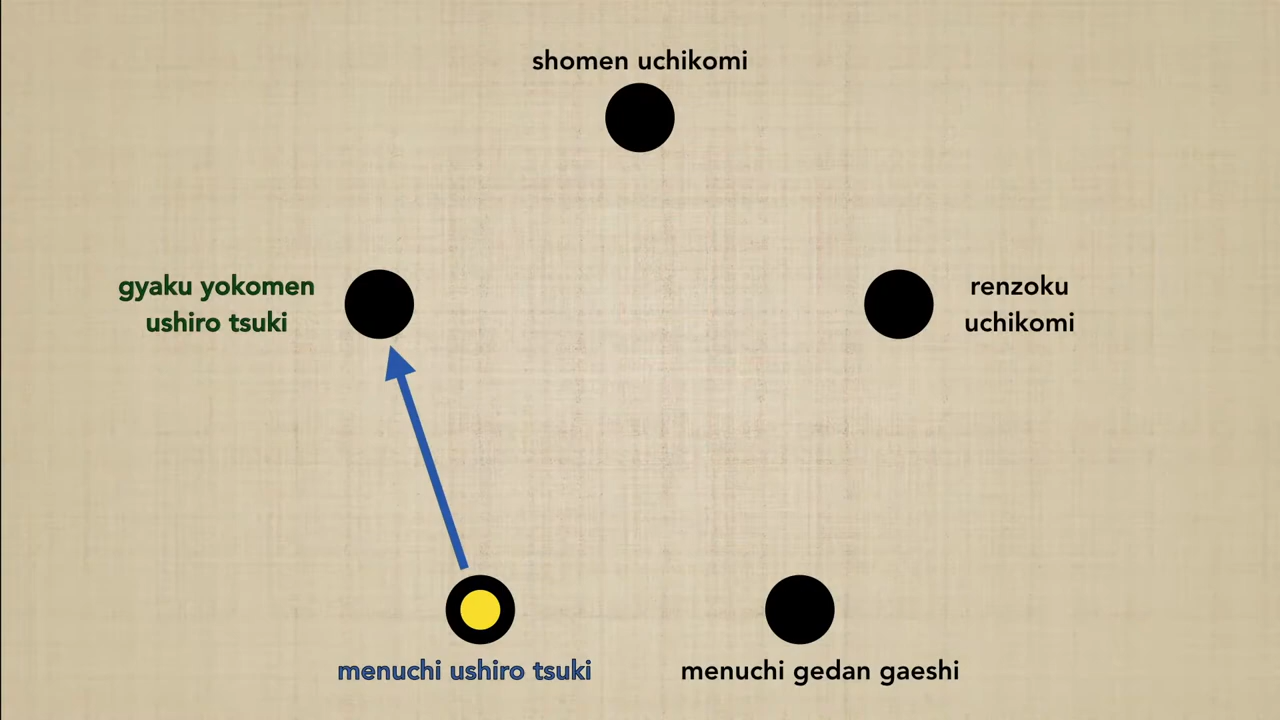 shomen uchikomi
gyaku yokomen
ushiro tsuki
renzoku
uchikomi
menuchi ushiro tsuki
menuchi gedan gaeshi